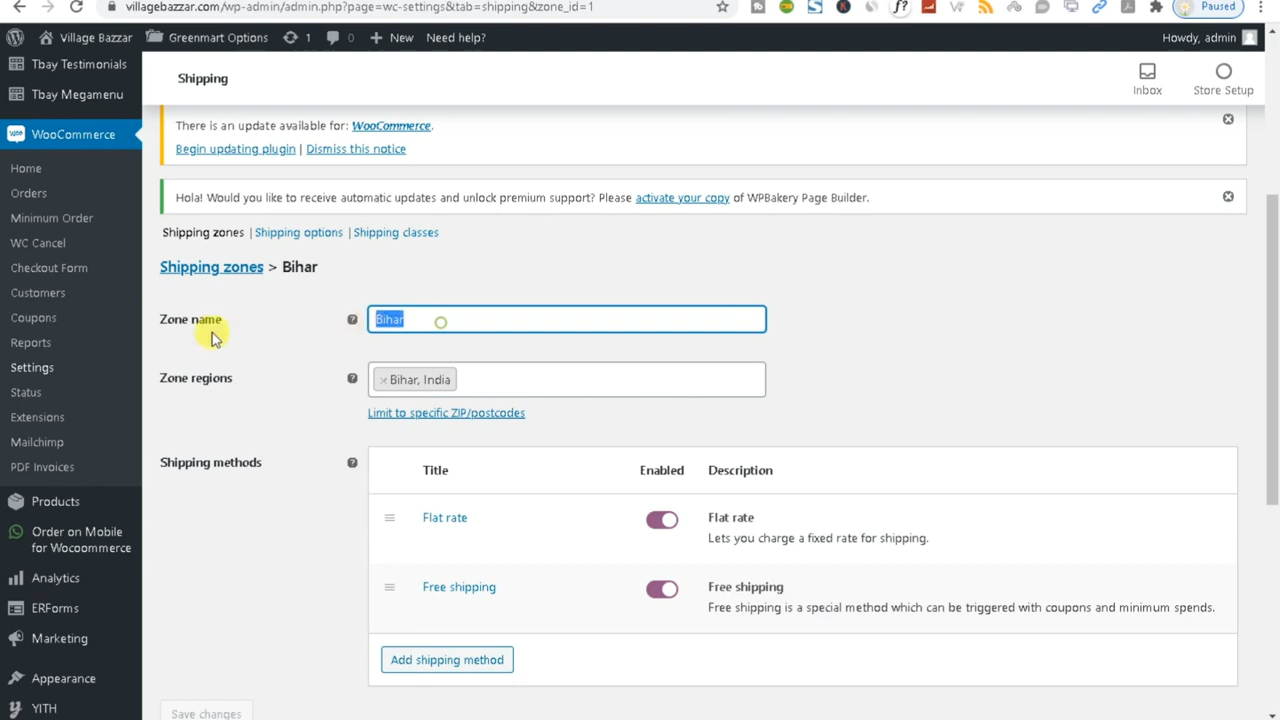 villagebazzar.com/wp-admin/admin.php?page=wc-settings&tab=shipping&zone_id=1
Paused
Village Bazzar
Greenmart Options
1
0
New
Need help?
Howdy, admin
Tbay Testimonials
Tbay Megamenu
WooCommerce
Home
Orders
Minimum Order
WC Cancel
Checkout Form
Customers
Coupons
Reports
Settings
Status
Extensions
Mailchimp
PDF Invoices
Products
Order on Mobile
for Wocoommerce
Analytics
ERForms
Marketing
Appearance
YITH
Shipping
Inbox
Store Setup
There is an update available for: WooCommerce.
Begin updating plugin | Dismiss this notice
Hola! Would you like to receive automatic updates and unlock premium support? Please activate your copy of WPBakery Page Builder.
Shipping zones | Shipping options | Shipping classes
Shipping zones > Bihar
Zone name
Bihar
Zone regions
× Bihar, India
Limit to specific ZIP/postcodes
Shipping methods
Title Enabled Description
Flat rate Flat rate
Lets you charge a fixed rate for shipping.
Free shipping Free shipping
Free shipping is a special method which can be triggered with coupons and minimum spends.
Add shipping method
Save changes